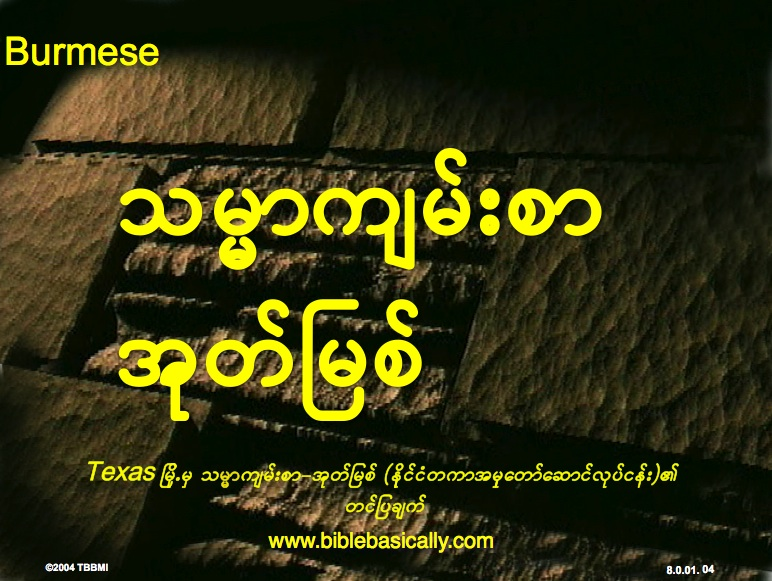 Burmese
သမ္မာကျမ်းစာ
အုတ်မြစ်
Texas မြို့မှ သမ္မာကျမ်းစာ-အုတ်မြစ် (နိုင်ငံတကာအမှုတော်ဆောင်လုပ်ငန်း)၏
တင်ပြချက်
www.biblebasically.com
©2004 TBBMI
8.0.01. 04